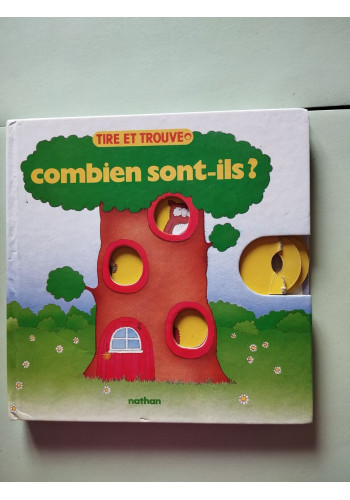 TIRE ET TROUVE
combien sont-ils ?
nathan